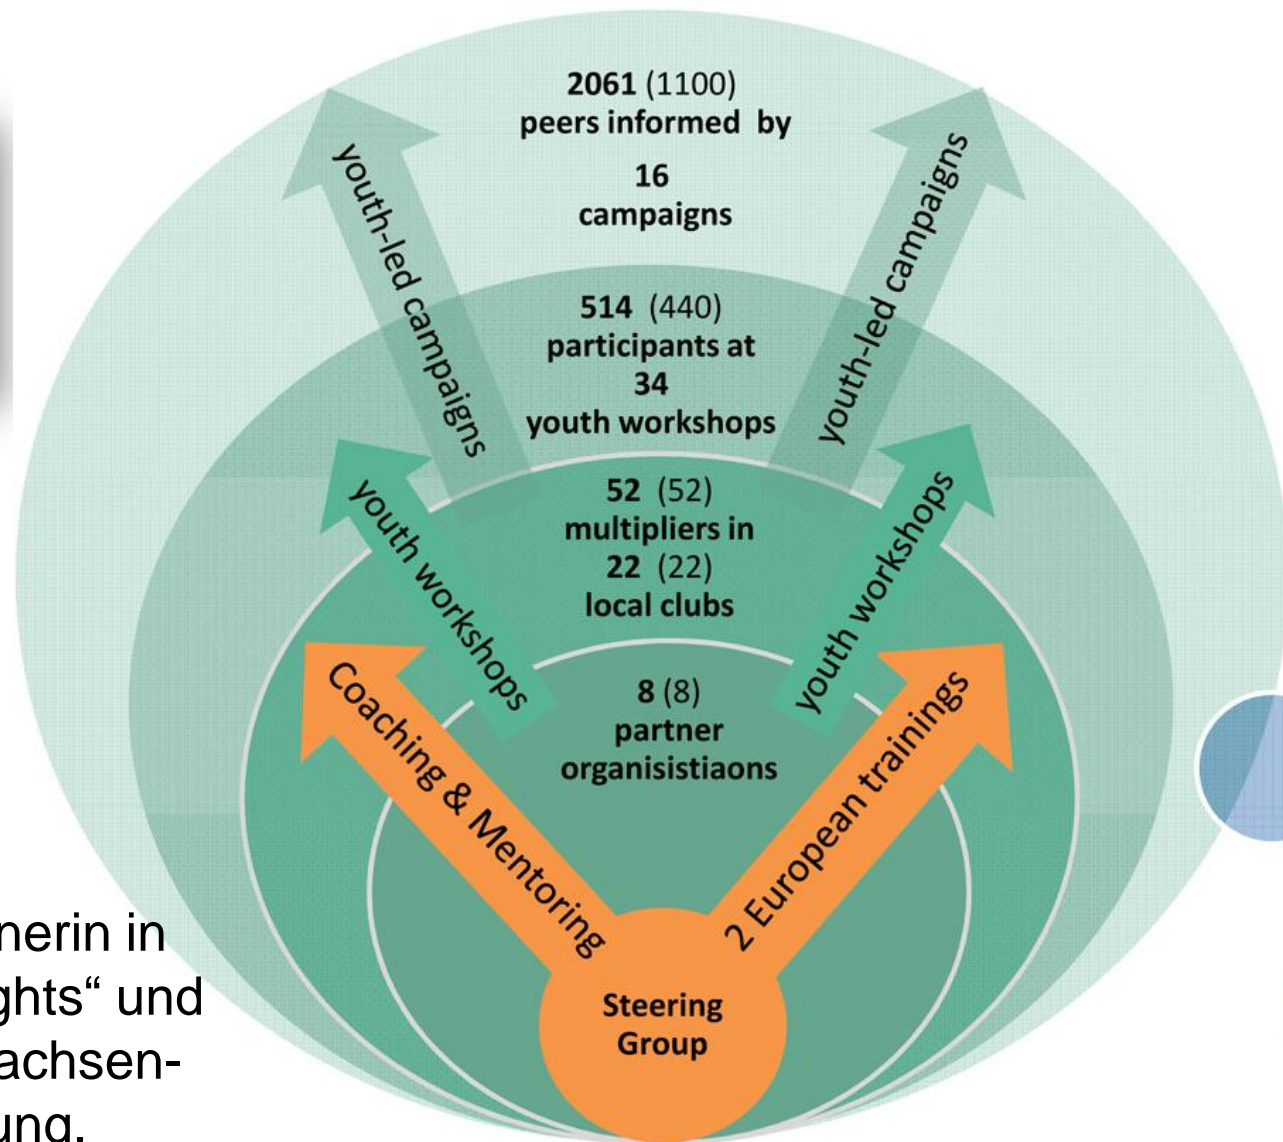 2061 (1100)
peers informed by
16
campaigns
youth-led campaigns
youth-led campaigns
514 (440)
participants at
34
youth workshops
youth workshops
youth workshops
52 (52)
multipliers in
22 (22)
local clubs
8 (8)
partner
organisistiaons
Coaching & Mentoring
2 European trainings
Steering
Group
nerin in
ghts“ und
achsen-
ung.